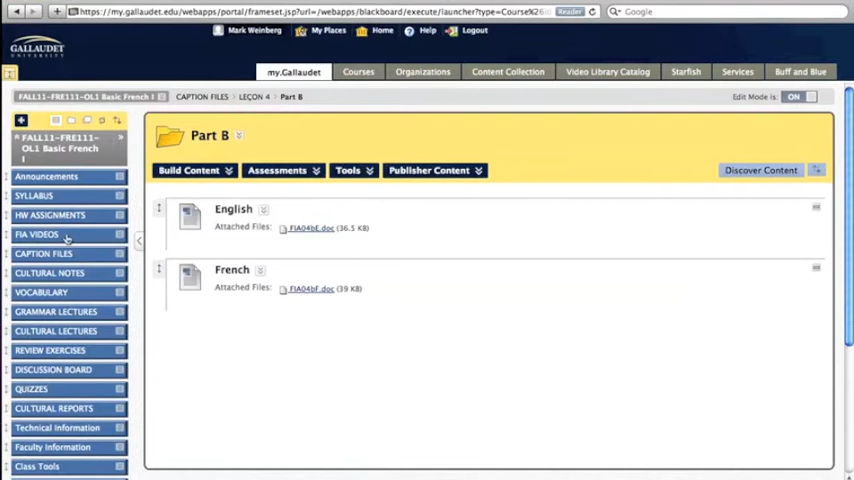 https://my.gallaudet.edu/webapps/portal/frameset.jsp?url=/webapps/blackboard/execute/launcher?type=Course%26
Reader
Google
GALLAUDET
UNIVERSITY
Mark Weinberg
My Places
Home
Help
Logout
my.Gallaudet
Courses
Organizations
Content Collection
Video Library Catalog
Starfish
Services
Buff and Blue
FALL11-FRE111-OL1 Basic French I
CAPTION FILES > LEÇON 4 > Part B
Edit Mode is: ON
FALL11-FRE111-
OL1 Basic French
I
Announcements
SYLLABUS
HW ASSIGNMENTS
FIA VIDEOS
CAPTION FILES
CULTURAL NOTES
VOCABULARY
GRAMMAR LECTURES
CULTURAL LECTURES
REVIEW EXERCISES
DISCUSSION BOARD
QUIZZES
CULTURAL REPORTS
Technical Information
Faculty Information
Class Tools
Part B
Build Content
Assessments
Tools
Publisher Content
Discover Content
English
Attached Files: FIA04bE.doc (36.5 KB)
French
Attached Files: FIA04bF.doc (39 KB)